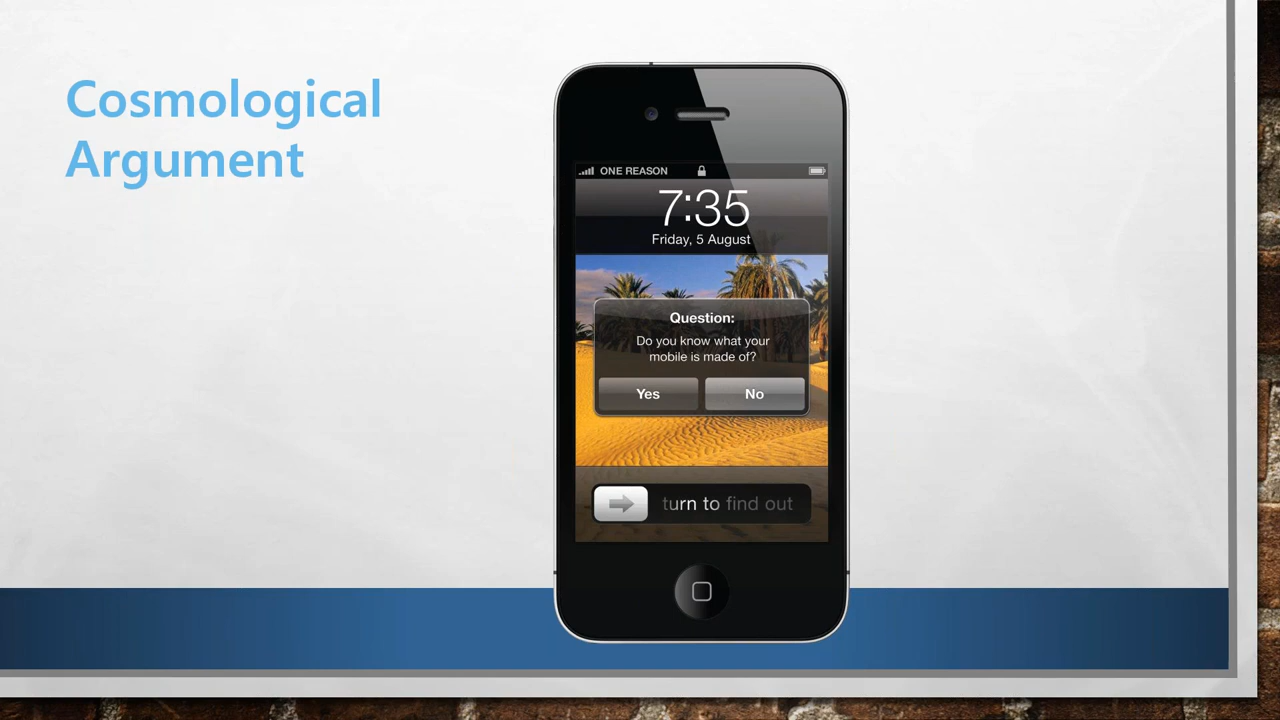 Cosmological
Argument
ONE REASON
7:35
Friday, 5 August
Question:
Do you know what your
mobile is made of?
Yes No
turn to find out